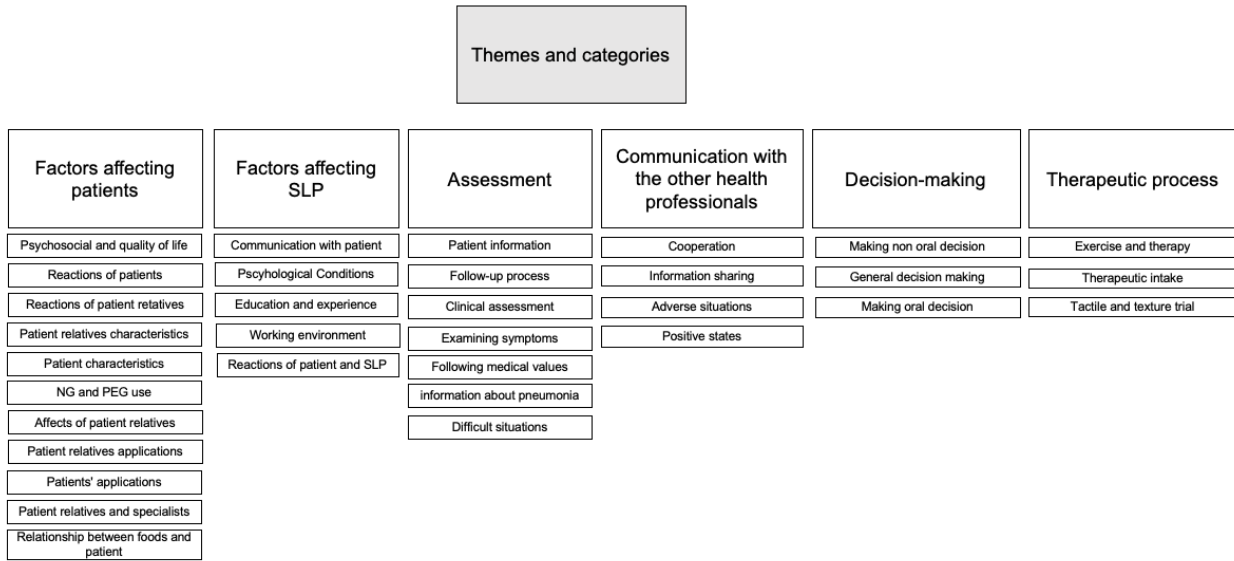 Themes and categories
Factors affecting
patients
Psychosocial and quality of life
Reactions of patients
Reactions of patient retatives
Patient relatives characteristics
Patient characteristics
NG and PEG use
Affects of patient relatives
Patient relatives applications
Patients' applications
Patient relatives and specialists
Relationship between foods and
patient
Factors affecting
SLP
Communication with patient
Pscyhological Conditions
Education and experience
Working environment
Reactions of patient and SLP
Assessment
Patient information
Follow-up process
Clinical assessment
Examining symptoms
Following medical values
information about pneumonia
Difficult situations
Communication with
the other health
professionals
Cooperation
Information sharing
Adverse situations
Positive states
Decision-making
Making non oral decision
General decision making
Making oral decision
Therapeutic process
Exercise and therapy
Therapeutic intake
Tactile and texture trial